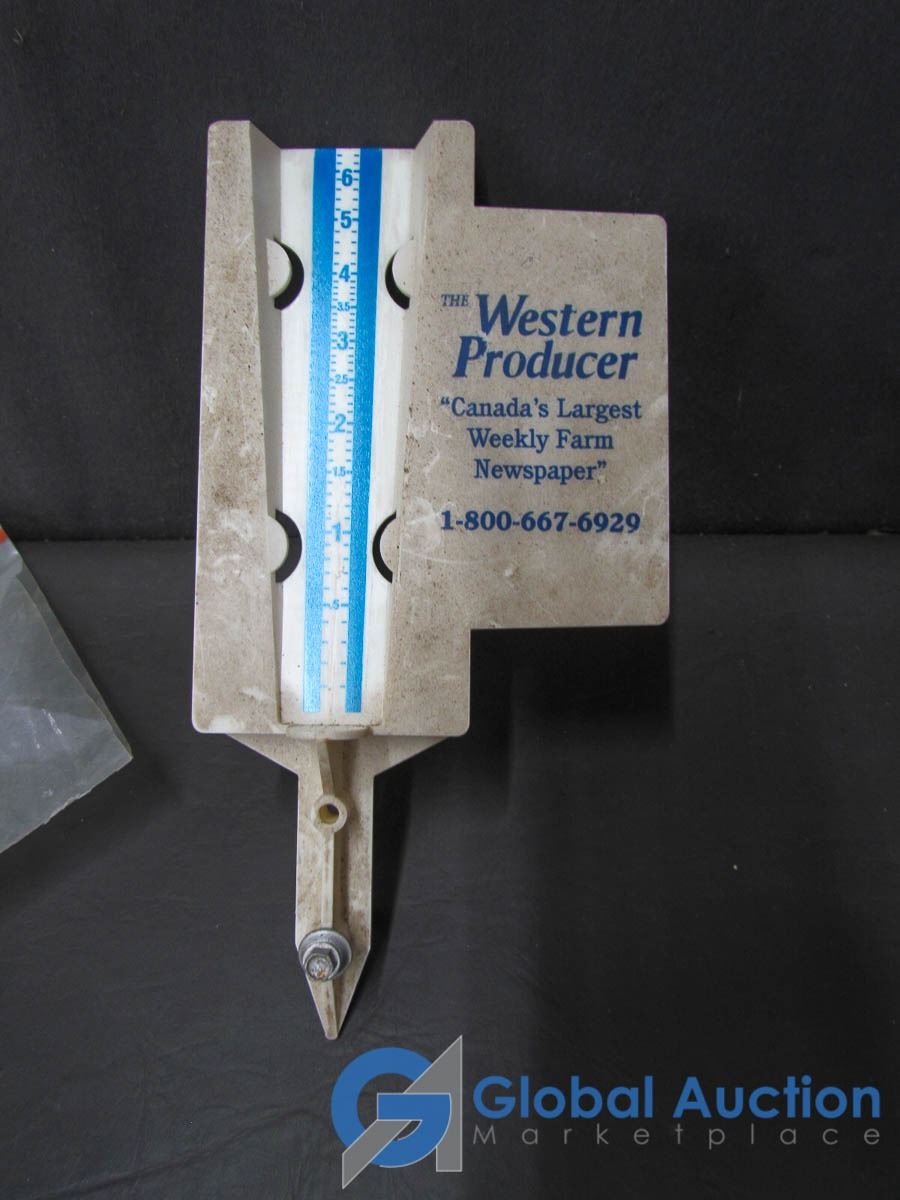 6
5
4
3.5
3
2.5
2
1.5
1
.5
THE Western
Producer
"Canada's Largest
Weekly Farm
Newspaper"
1-800-667-6929
GA Global Auction
Marketplace